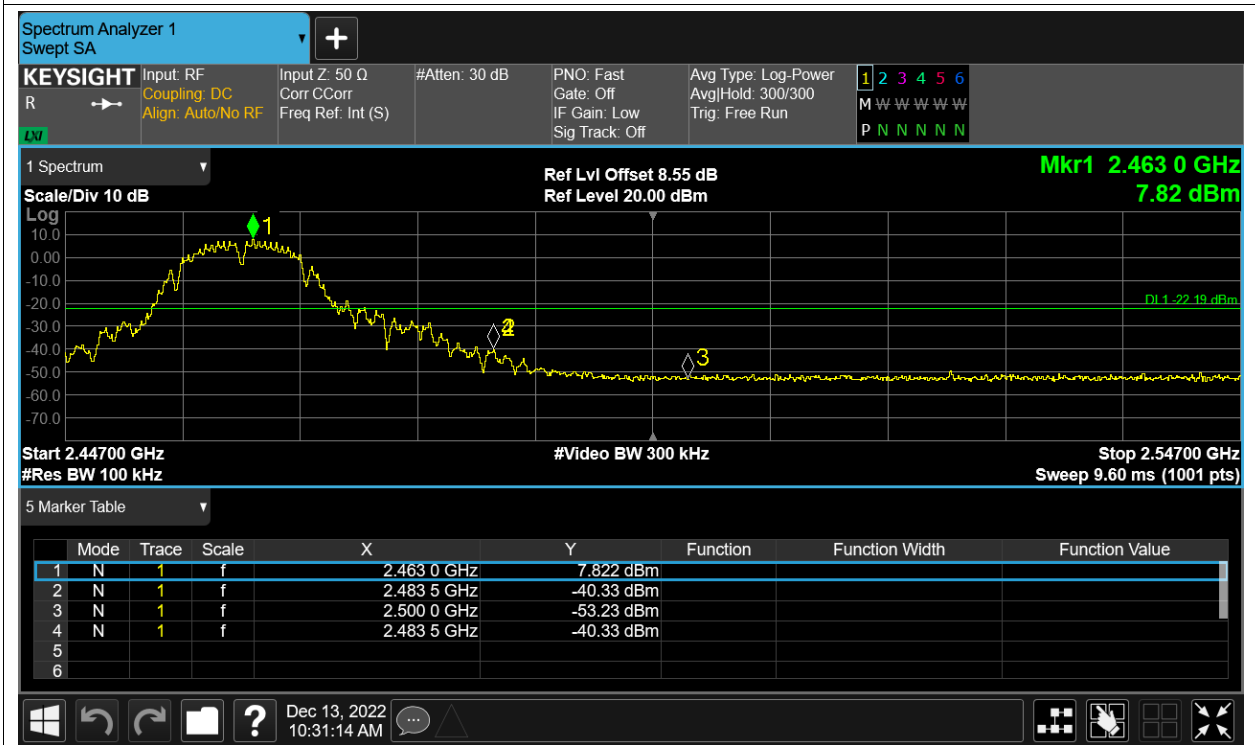 Spectrum Analyzer 1
Swept SA
KEYSIGHT Input: RF Input Z: 50 Ω #Atten: 30 dB PNO: Fast Avg Type: Log-Power 1 2 3 4 5 6
R Coupling: DC Corr CCorr Gate: Off Avg|Hold: 300/300 M W W W W W
Align: Auto/No RF Freq Ref: Int (S) IF Gain: Low Trig: Free Run
LXI Sig Track: Off P N N N N N
1 Spectrum Ref Lvl Offset 8.55 dB Mkr1 2.463 0 GHz
Scale/Div 10 dB Ref Level 20.00 dBm 7.82 dBm
Log
1
10.0
0.00
-10.0
-20.0 DL1 -22.19 dBm
-30.0
-40.0
3
-50.0
-60.0
-70.0
Start 2.44700 GHz #Video BW 300 kHz Stop 2.54700 GHz
#Res BW 100 kHz Sweep 9.60 ms (1001 pts)
5 Marker Table
Mode Trace Scale X Y Function Function Width Function Value
1 N 1 f 2.463 0 GHz 7.822 dBm
2 N 1 f 2.483 5 GHz -40.33 dBm
3 N 1 f 2.500 0 GHz -53.23 dBm
4 N 1 f 2.483 5 GHz -40.33 dBm
5
6
? Dec 13, 2022
10:31:14 AM